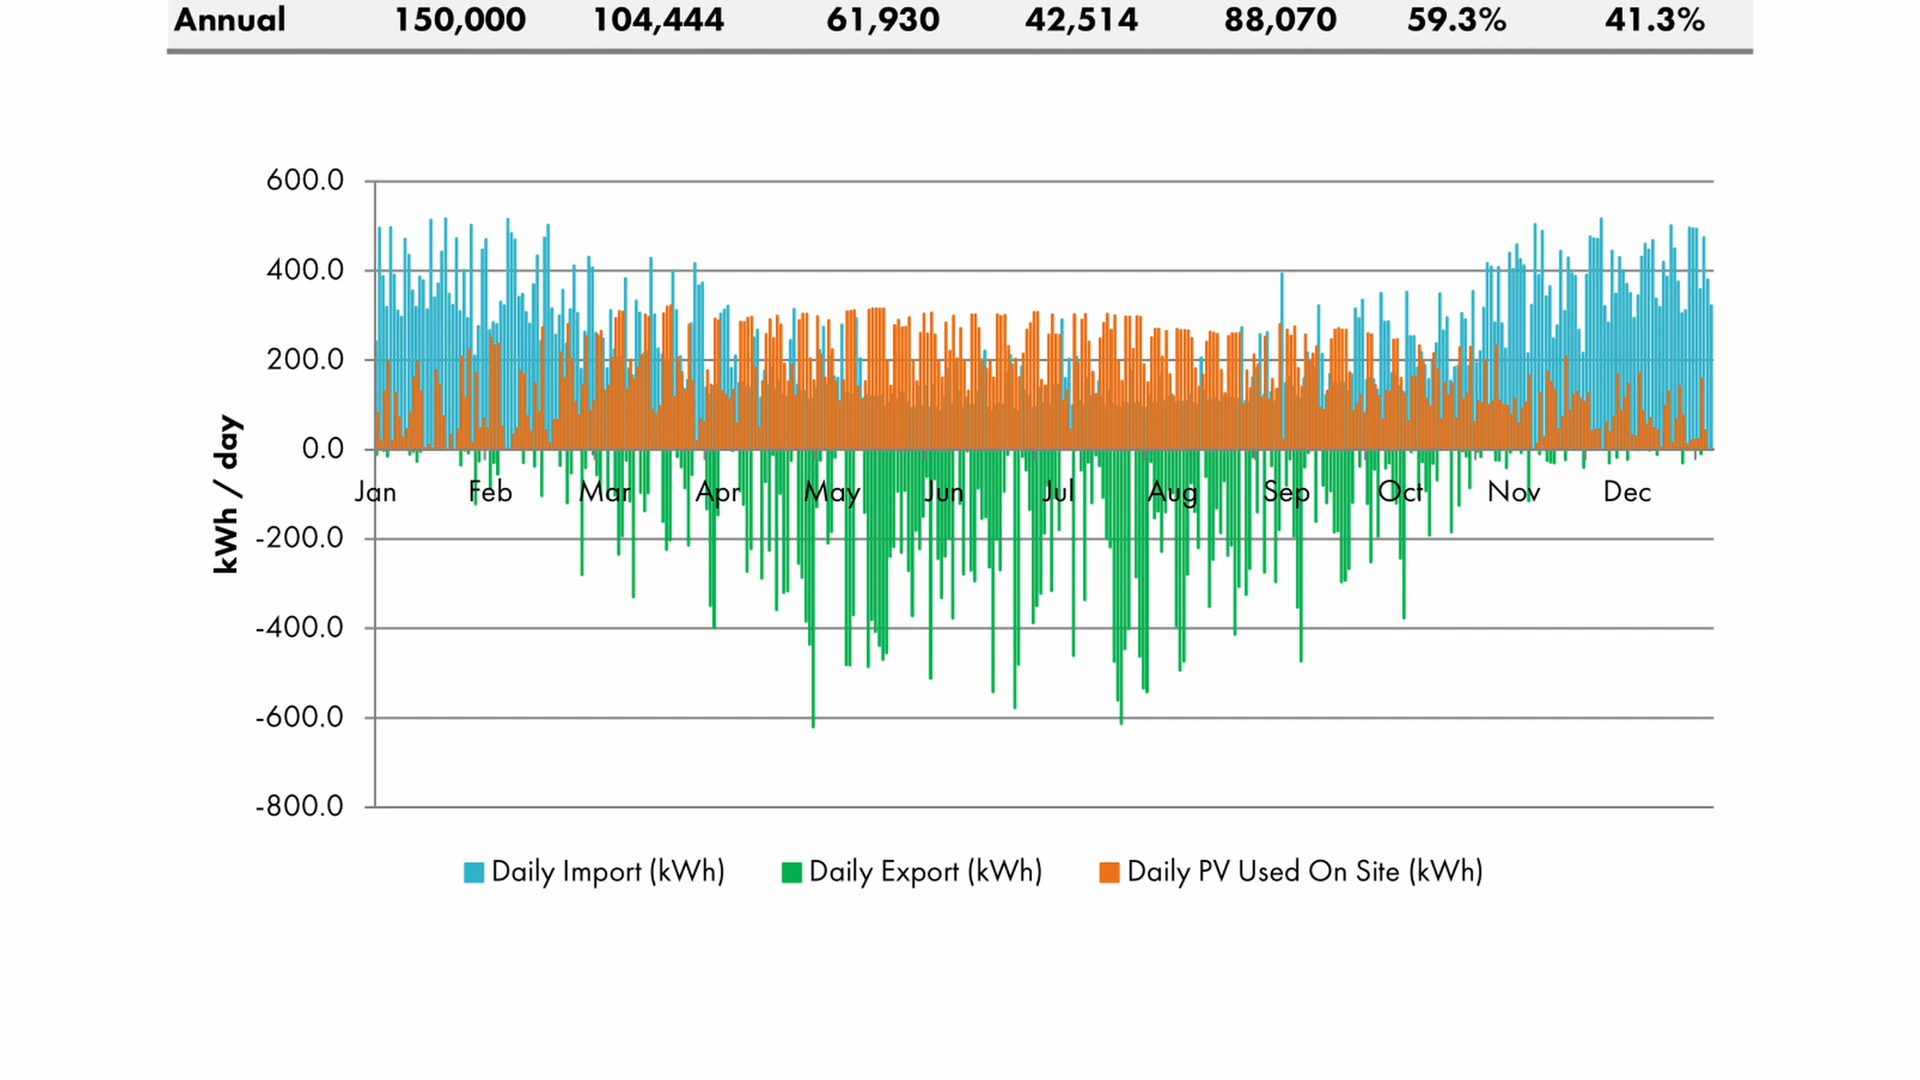 Annual 150,000 104,444 61,930 42,514 88,070 59.3% 41.3%
600.0
400.0
200.0
0.0
-200.0
-400.0
-600.0
-800.0
kWh / day
Jan Feb Mar Apr May Jun Jul Aug Sep Oct Nov Dec
Daily Import (kWh) Daily Export (kWh) Daily PV Used On Site (kWh)